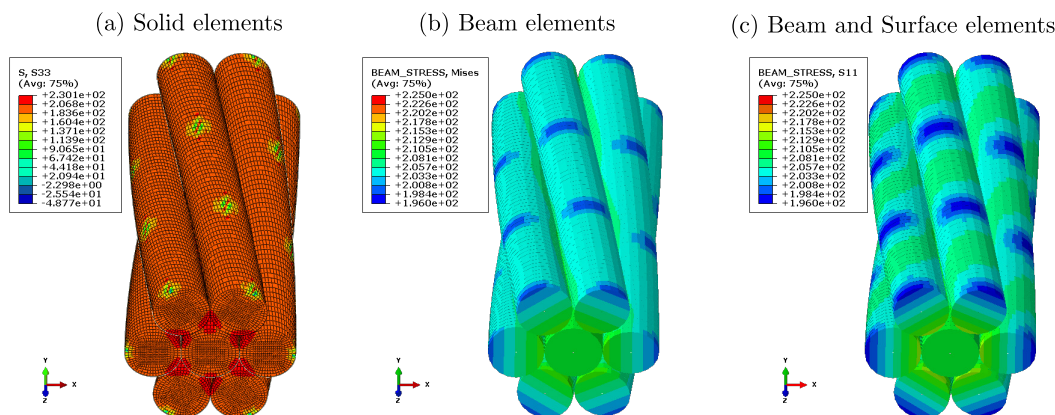 (a) Solid elements
(b) Beam elements
(c) Beam and Surface elements
S, S33
(Avg: 75%)
+2.301e+02
+2.068e+02
+1.836e+02
+1.604e+02
+1.371e+02
+1.139e+02
+9.065e+01
+6.742e+01
+4.418e+01
+2.094e+01
-2.298e+00
-2.554e+01
-4.877e+01
Y
X
Z
BEAM_STRESS, Mises
(Avg: 75%)
+2.250e+02
+2.226e+02
+2.202e+02
+2.178e+02
+2.153e+02
+2.129e+02
+2.105e+02
+2.081e+02
+2.057e+02
+2.033e+02
+2.008e+02
+1.984e+02
+1.960e+02
Y
X
Z
BEAM_STRESS, S11
(Avg: 75%)
+2.250e+02
+2.226e+02
+2.202e+02
+2.178e+02
+2.153e+02
+2.129e+02
+2.105e+02
+2.081e+02
+2.057e+02
+2.033e+02
+2.008e+02
+1.984e+02
+1.960e+02
Y
X
Z